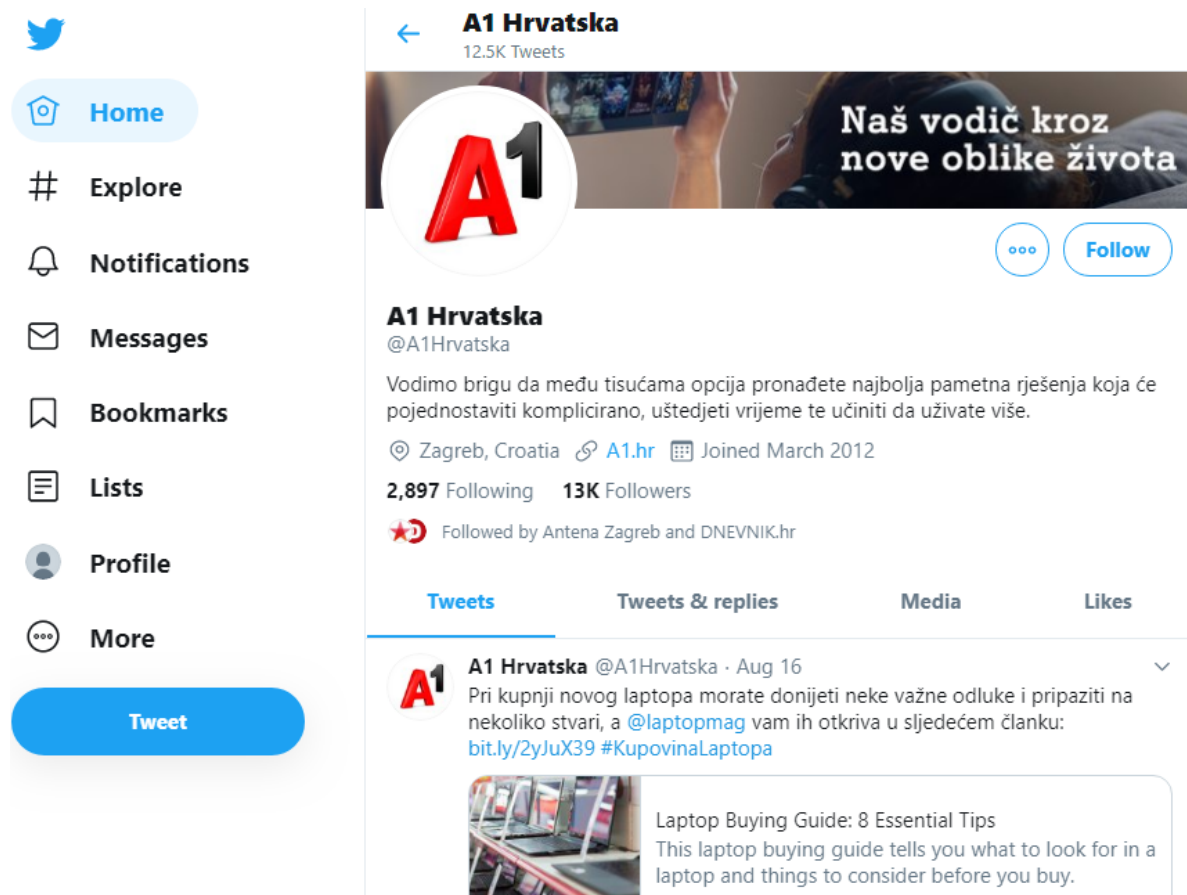 A1 Hrvatska
12.5K Tweets
Home
Explore
Notifications
Messages
Bookmarks
Lists
Profile
More
Tweet
Naš vodič kroz
nove oblike života
A1
Follow
A1 Hrvatska
@A1Hrvatska
Vodimo brigu da među tisućama opcija pronađete najbolja pametna rješenja koja će
pojednostaviti komplicirano, uštedjeti vrijeme te učiniti da uživate više.
Zagreb, Croatia A1.hr Joined March 2012
2,897 Following 13K Followers
Followed by Antena Zagreb and DNEVNIK.hr
Tweets Tweets & replies Media Likes
A1
A1 Hrvatska @A1Hrvatska · Aug 16
Pri kupnji novog laptopa morate donijeti neke važne odluke i pripaziti na
nekoliko stvari, a @laptopmag vam ih otkriva u sljedećem članku:
bit.ly/2yJuX39 #KupovinaLaptopa
Laptop Buying Guide: 8 Essential Tips
This laptop buying guide tells you what to look for in a
laptop and things to consider before you buy.